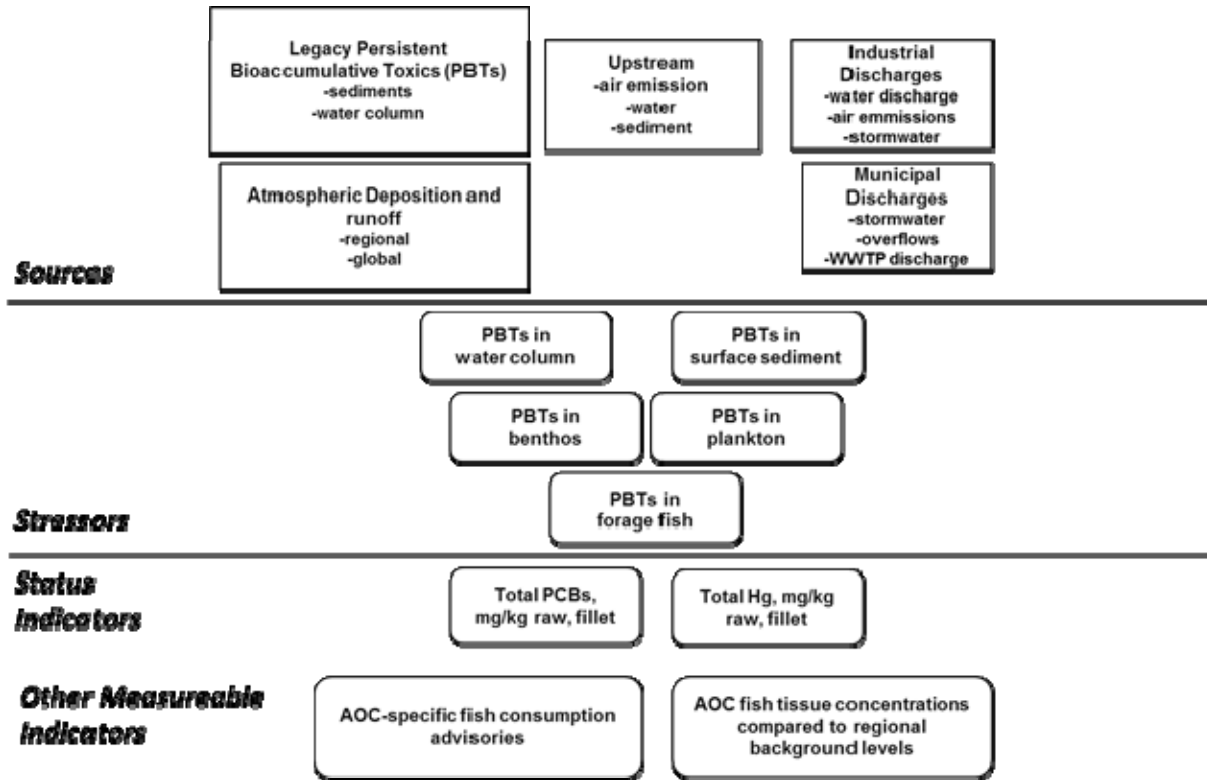 Legacy Persistent
Bioaccumulative Toxics (PBTs)
-sediments
-water column
Upstream
-air emission
-water
-sediment
Industrial
Discharges
-water discharge
-air emmissions
-stormwater
Atmospheric Deposition and
runoff
-regional
-global
Municipal
Discharges
-stormwater
-overflows
-WWTP discharge
Sources
PBTs in
water column
PBTs in
surface sediment
PBTs in
benthos
PBTs in
plankton
PBTs in
forage fish
Stressors
Status
Indicators
Total PCBs,
mg/kg raw, fillet
Total Hg, mg/kg
raw, fillet
Other Measureable
Indicators
AOC-specific fish consumption
advisories
AOC fish tissue concentrations
compared to regional
background levels